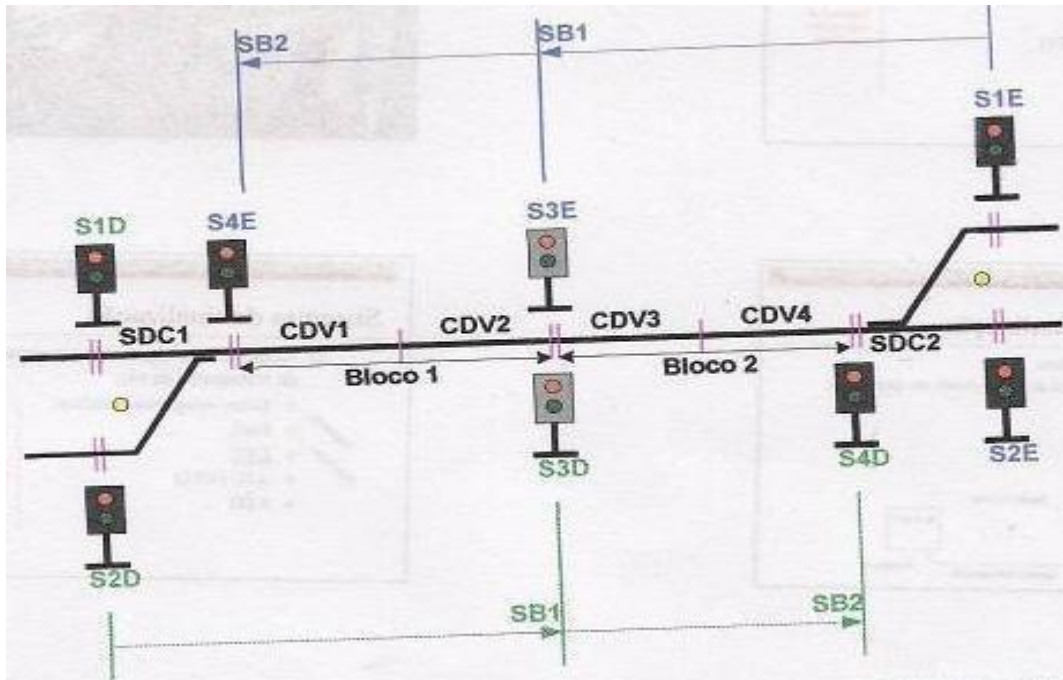 SB2
SB1
S1E
S1D
S4E
S3E
SDC1
CDV1
CDV2
CDV3
CDV4
SDC2
Bloco 1
Bloco 2
S3D
S4D
S2E
S2D
SB1
SB2